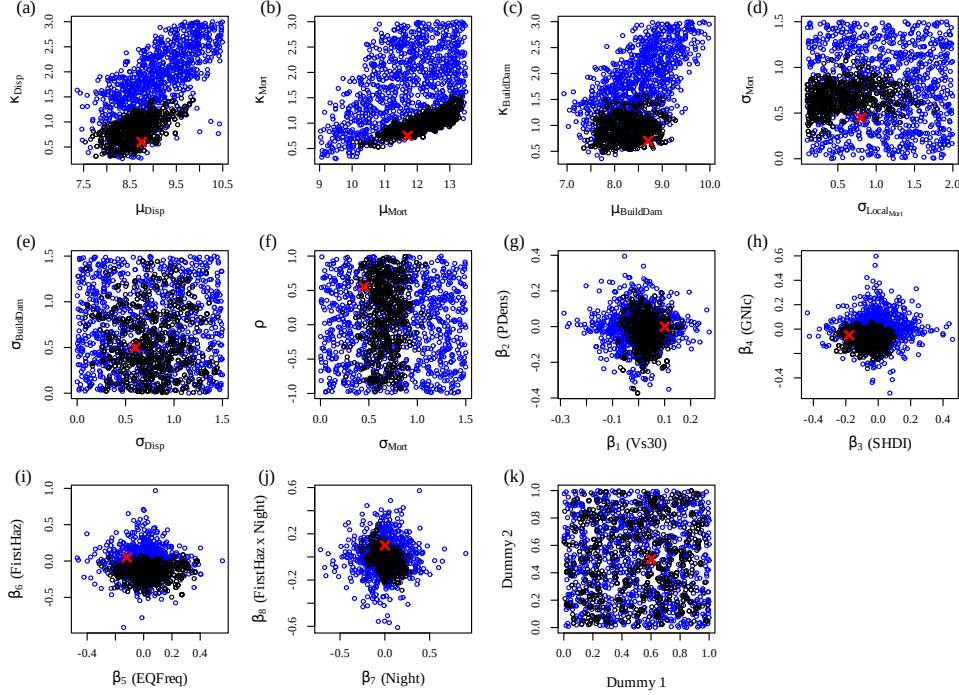 (a) (b) (c) (d)
κDisp
0.5 1.0 1.5 2.0 2.5 3.0
7.5 8.5 9.5 10.5
μDisp
κMort
0.5 1.0 1.5 2.0 2.5 3.0
9 10 11 12 13
μMort
κBuildDam
0.5 1.0 1.5 2.0 2.5 3.0
7.0 8.0 9.0 10.0
μBuildDam
σMort
0.0 0.5 1.0 1.5
0.5 1.0 1.5 2.0
σLocalMort
(e) (f) (g) (h)
σBuildDam
0.0 0.5 1.0 1.5
0.0 0.5 1.0 1.5
σDisp
ρ
-1.0 -0.5 0.0 0.5 1.0
0.0 0.5 1.0 1.5
σMort
β2 (PDens)
-0.4 -0.2 0.0 0.2 0.4
-0.3 -0.1 0.0 0.2
β1 (Vs30)
β4 (GNIc)
-0.4 0.0 0.2 0.4 0.6
-0.4 -0.2 0.0 0.2 0.4
β3 (SHDI)
(i) (j) (k)
β6 (FirstHaz)
-0.5 0.0 0.5 1.0
-0.4 0.0 0.2 0.4
β5 (EQFreq)
β8 (FirstHaz x Night)
-0.6 -0.2 0.2 0.6
-0.5 0.0 0.5
β7 (Night)
Dummy 2
0.0 0.2 0.4 0.6 0.8 1.0
0.0 0.2 0.4 0.6 0.8 1.0
Dummy 1